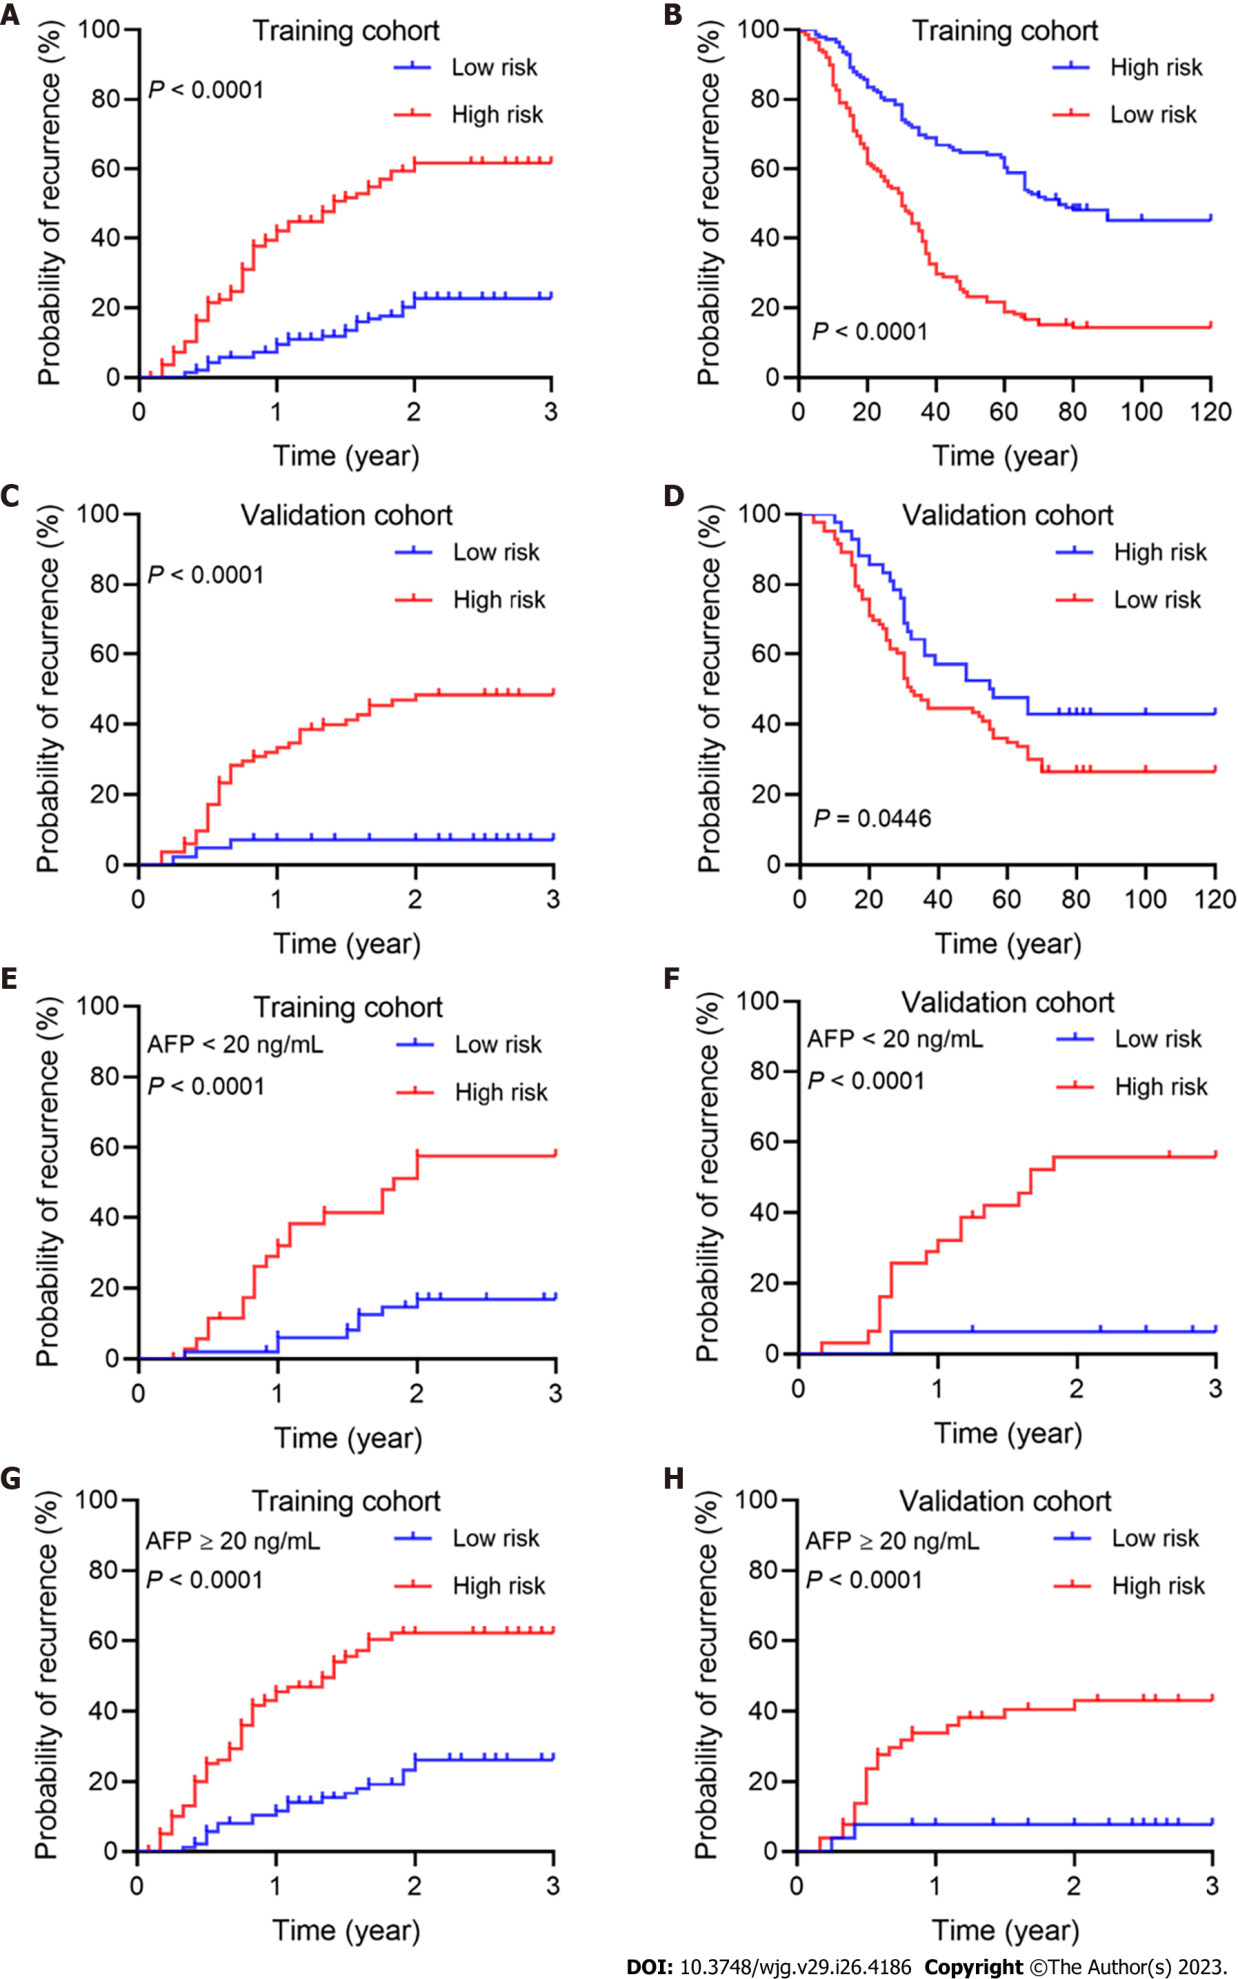 A
Training cohort
Probability of recurrence (%)
100
80
60
40
20
0
P < 0.0001
Low risk
High risk
0 1 2 3
Time (year)
B
Training cohort
Probability of recurrence (%)
100
80
60
40
20
0
High risk
Low risk
P < 0.0001
0 20 40 60 80 100 120
Time (year)
C
Validation cohort
Probability of recurrence (%)
100
80
60
40
20
0
P < 0.0001
Low risk
High risk
0 1 2 3
Time (year)
D
Validation cohort
Probability of recurrence (%)
100
80
60
40
20
0
High risk
Low risk
P = 0.0446
0 20 40 60 80 100 120
Time (year)
E
Training cohort
Probability of recurrence (%)
100
80
60
40
20
0
AFP < 20 ng/mL
P < 0.0001
Low risk
High risk
0 1 2 3
Time (year)
F
Validation cohort
Probability of recurrence (%)
100
80
60
40
20
0
AFP < 20 ng/mL
P < 0.0001
Low risk
High risk
0 1 2 3
Time (year)
G
Training cohort
Probability of recurrence (%)
100
80
60
40
20
0
AFP ≥ 20 ng/mL
P < 0.0001
Low risk
High risk
0 1 2 3
Time (year)
H
Validation cohort
Probability of recurrence (%)
100
80
60
40
20
0
AFP ≥ 20 ng/mL
P < 0.0001
Low risk
High risk
0 1 2 3
Time (year)
DOI: 10.3748/wjg.v29.i26.4186 Copyright ©The Author(s) 2023.